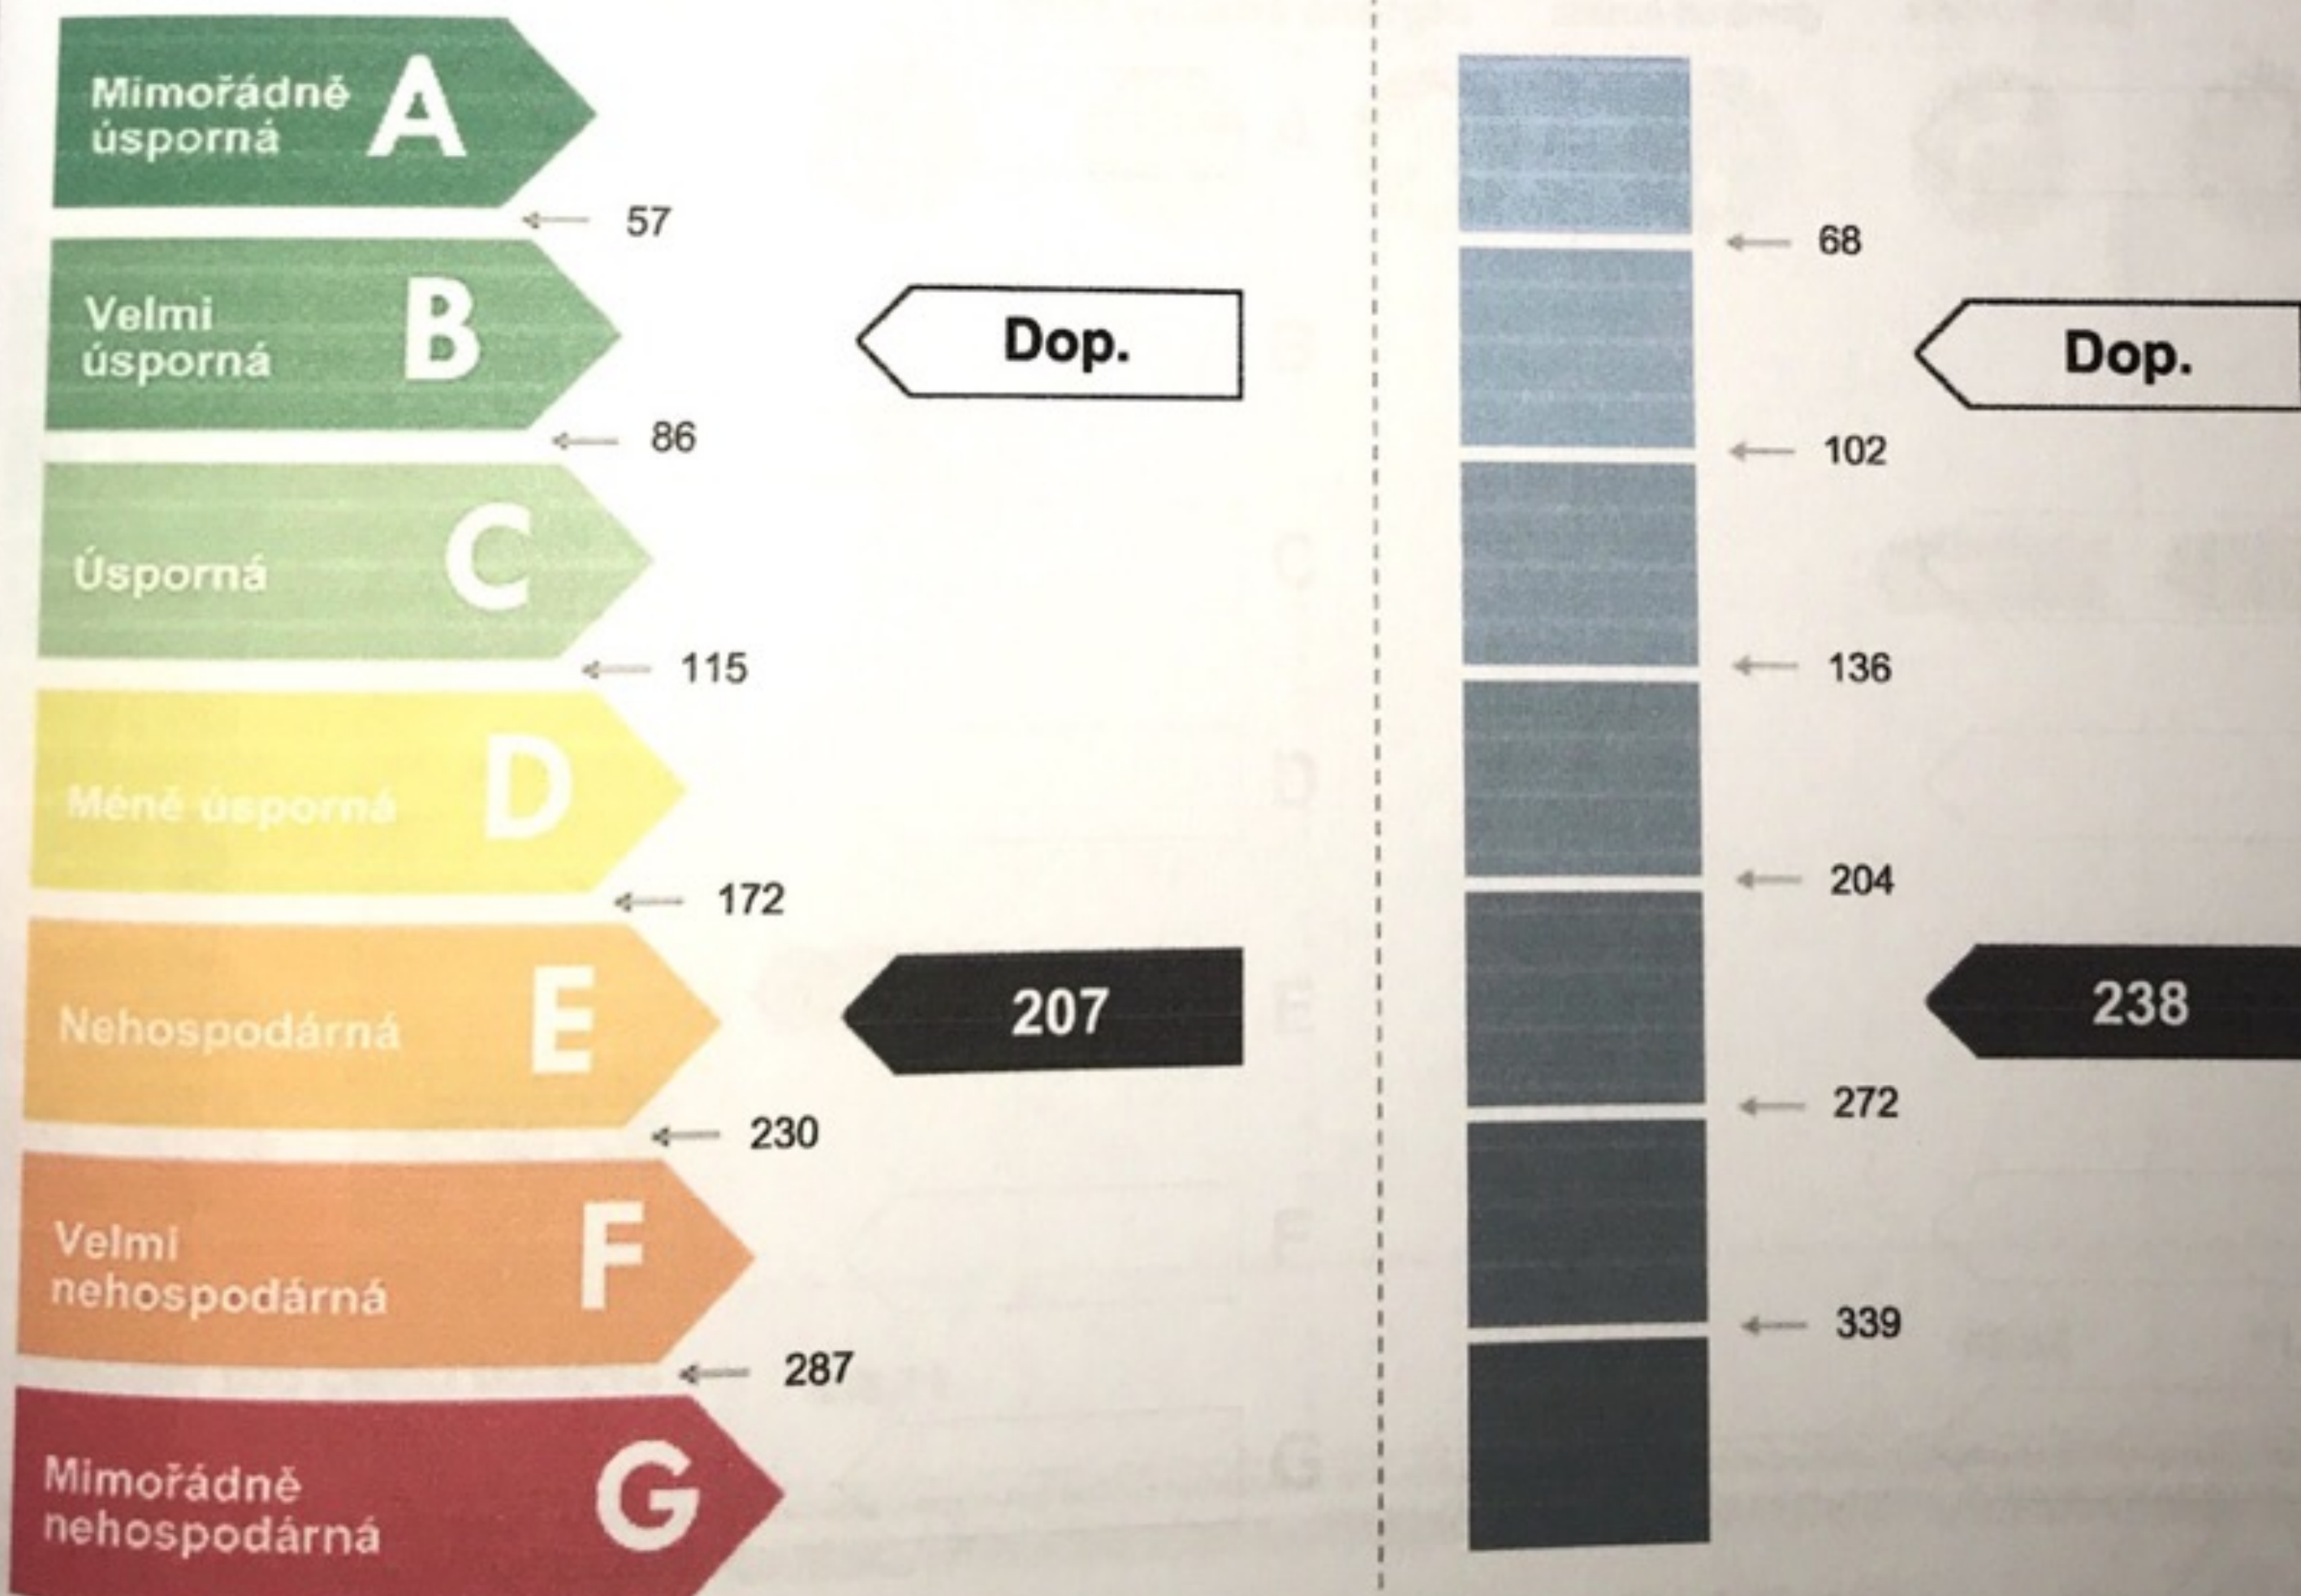 Mimořádně
úsporná
A
57
Velmi
úsporná
B
86
Úsporná
C
115
Méně úsporná
D
172
Nehospodárná
E
230
Velmi
nehospodárná
F
287
Mimořádně
nehospodárná
G
Dop.
207
68
102
136
204
272
339
Dop.
238